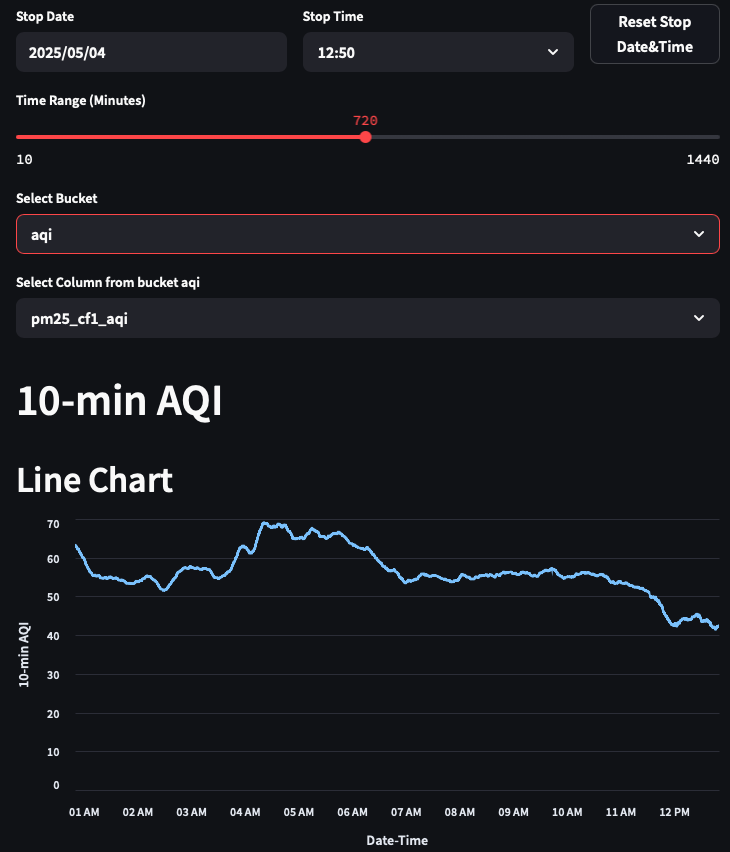 Stop Date
Stop Time
2025/05/04
12:50
Reset Stop
Date&Time
Time Range (Minutes)
720
10
1440
Select Bucket
aqi
Select Column from bucket aqi
pm25_cf1_aqi
10-min AQI
Line Chart
70
60
50
40
30
20
10
0
10-min AQI
01 AM
02 AM
03 AM
04 AM
05 AM
06 AM
07 AM
08 AM
09 AM
10 AM
11 AM
12 PM
Date-Time